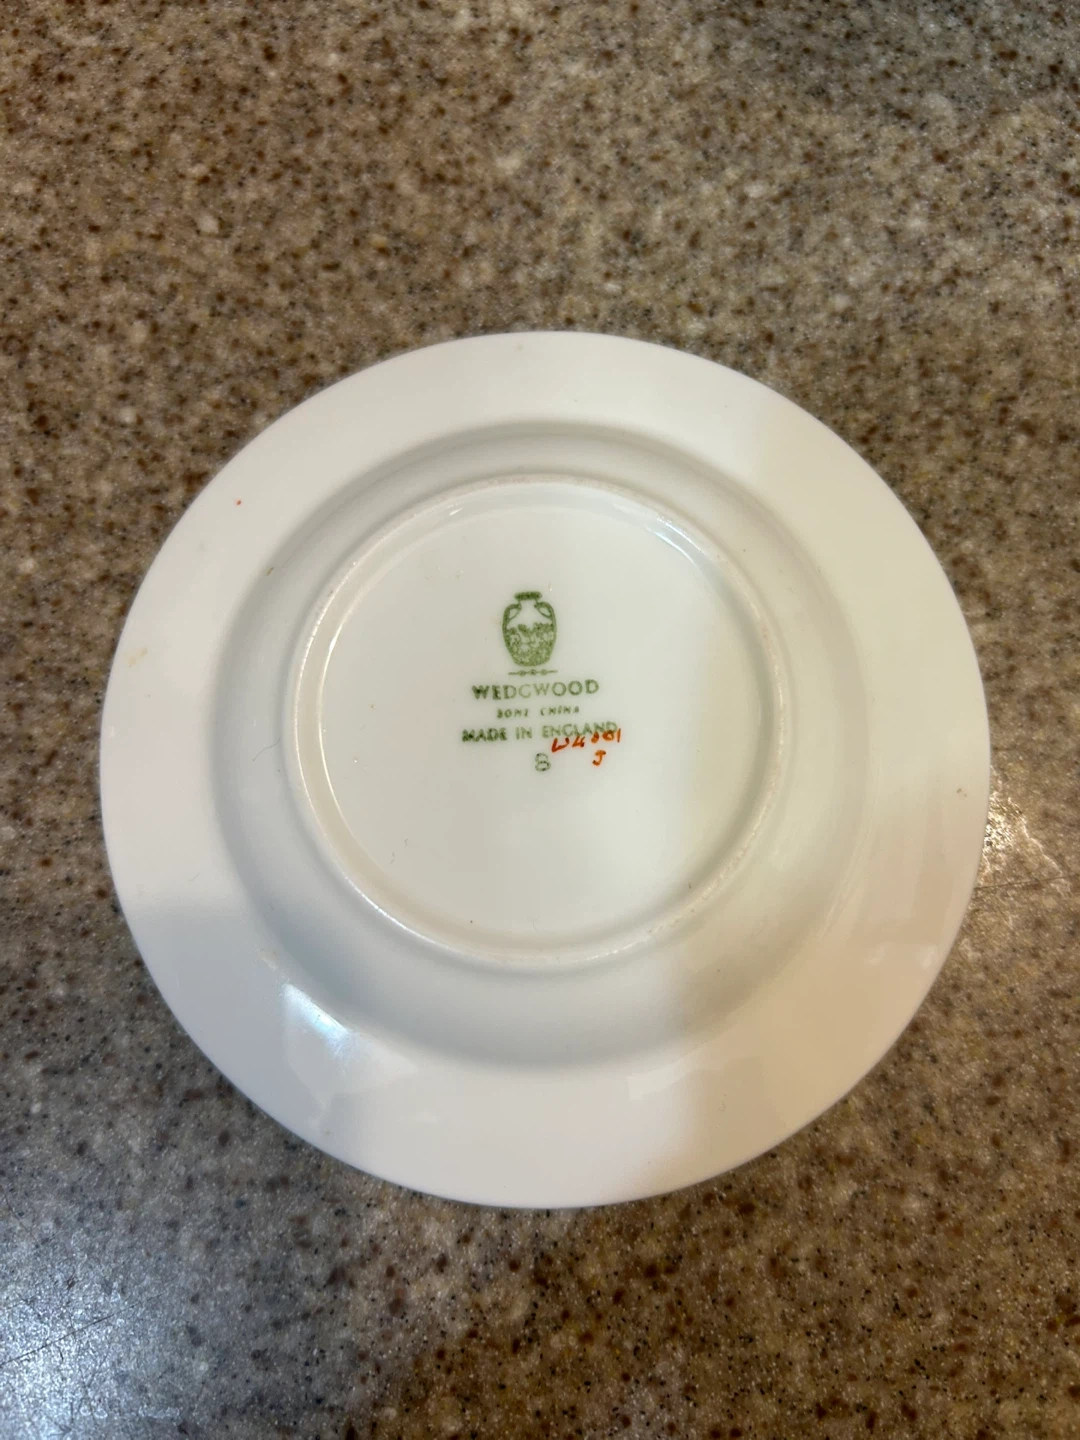 WEDGWOOD
BONE CHINA
MADE IN ENGLAND
8
J